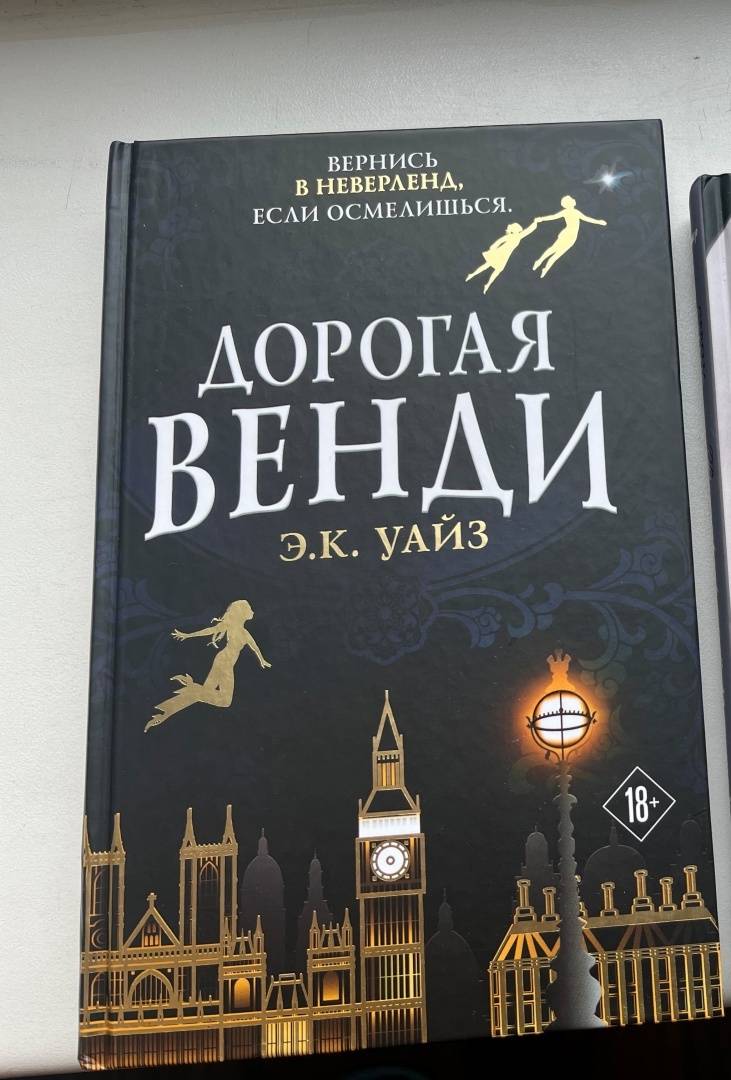 ВЕРНИСЬ
В НЕВЕРЛЕНД,
ЕСЛИ ОСМЕЛИШЬСЯ.
ДОРОГАЯ
ВЕНДИ
Э.К. УАЙЗ
18+